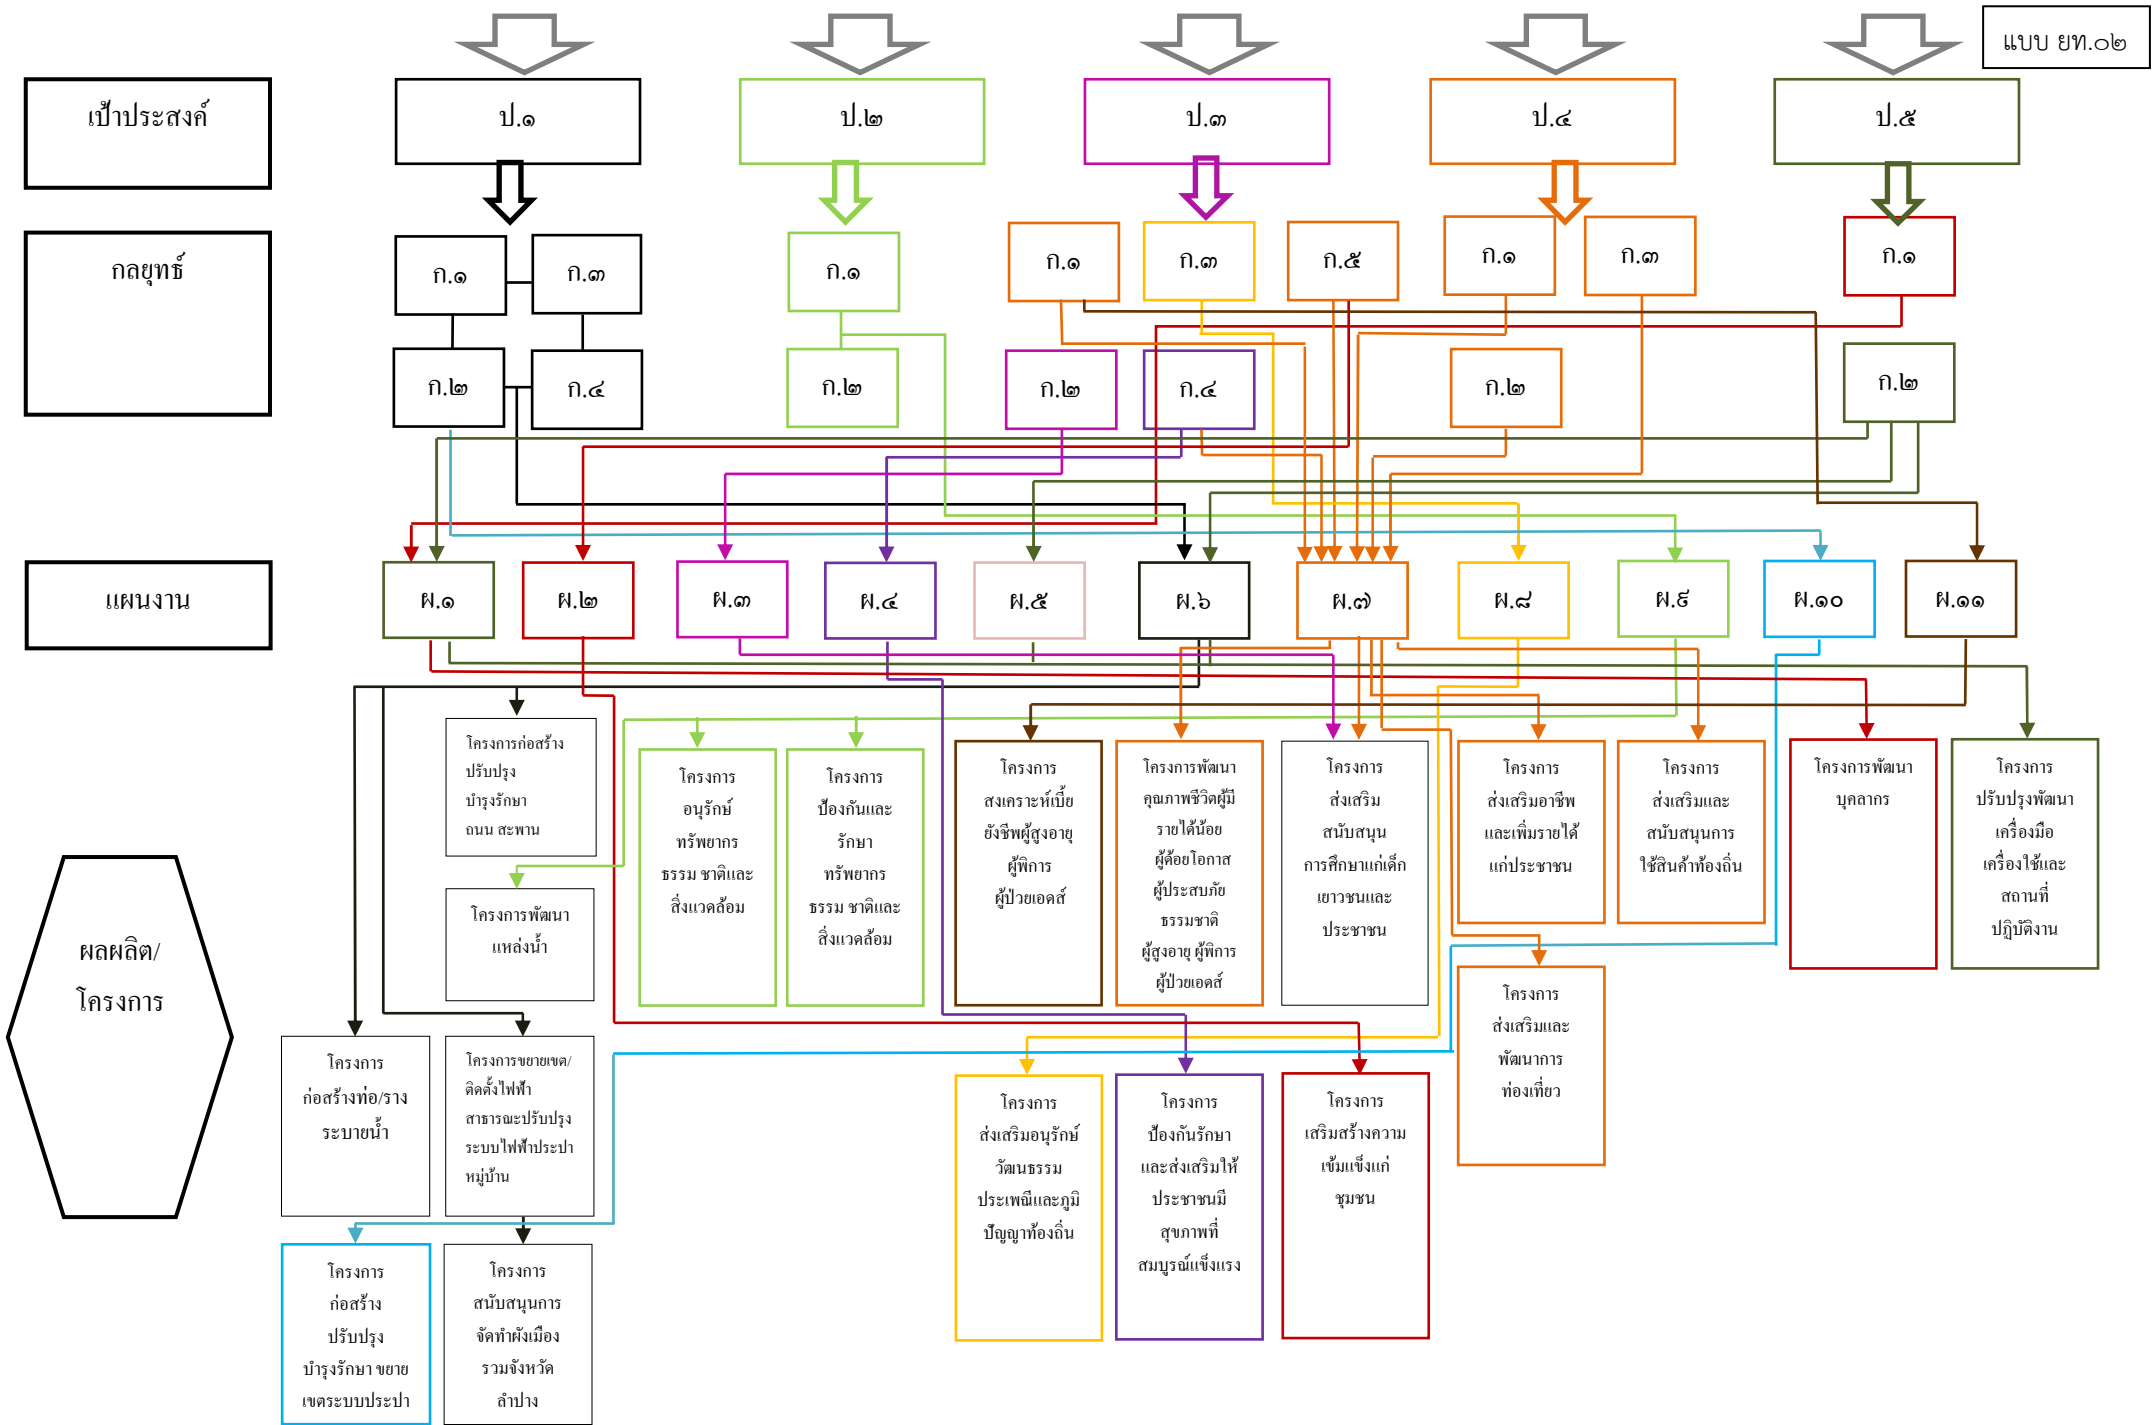 แบบ ยท.๐๒
เป้าประสงค์
ป.๑
ป.๒
ป.๓
ป.๔
ป.๕
กลยุทธ์
ก.๑
ก.๓
ก.๑
ก.๑
ก.๓
ก.๕
ก.๑
ก.๓
ก.๑
ก.๒
ก.๔
ก.๒
ก.๒
ก.๔
ก.๒
ก.๒
แผนงาน
ผ.๑
ผ.๒
ผ.๓
ผ.๔
ผ.๕
ผ.๖
ผ.๗
ผ.๘
ผ.๙
ผ.๑๐
ผ.๑๑
ผลผลิต/
โครงการ
โครงการก่อสร้าง
ปรับปรุง
บำรุงรักษา
ถนน สะพาน
โครงการ
อนุรักษ์
ทรัพยากร
ธรรม ชาติและ
สิ่งแวดล้อม
โครงการ
ป้องกันและ
รักษา
ทรัพยากร
ธรรม ชาติและ
สิ่งแวดล้อม
โครงการ
สงเคราะห์เบี้ย
ยังชีพผู้สูงอายุ
ผู้พิการ
ผู้ป่วยเอดส์
โครงการพัฒนา
คุณภาพชีวิตผู้มี
รายได้น้อย
ผู้ด้อยโอกาส
ผู้ประสบภัย
ธรรมชาติ
ผู้สูงอายุ ผู้พิการ
ผู้ป่วยเอดส์
โครงการ
ส่งเสริม
สนับสนุน
การศึกษาแก่เด็ก
เยาวชนและ
ประชาชน
โครงการ
ส่งเสริมอาชีพ
และเพิ่มรายได้
แก่ประชาชน
โครงการ
ส่งเสริมและ
สนับสนุนการ
ใช้สินค้าท้องถิ่น
โครงการพัฒนา
บุคลากร
โครงการ
ปรับปรุงพัฒนา
เครื่องมือ
เครื่องใช้และ
สถานที่
ปฏิบัติงาน
โครงการพัฒนา
แหล่งน้ำ
โครงการ
ส่งเสริมและ
พัฒนาการ
ท่องเที่ยว
โครงการ
ก่อสร้างท่อ/ราง
ระบายน้ำ
โครงการขยายเขต/
ติดตั้งไฟฟ้า
สาธารณะปรับปรุง
ระบบไฟฟ้าประปา
หมู่บ้าน
โครงการ
ส่งเสริมอนุรักษ์
วัฒนธรรม
ประเพณีและภูมิ
ปัญญาท้องถิ่น
โครงการ
ป้องกันรักษา
และส่งเสริมให้
ประชาชนมี
สุขภาพที่
สมบูรณ์แข็งแรง
โครงการ
เสริมสร้างความ
เข้มแข็งแก่
ชุมชน
โครงการ
ก่อสร้าง
ปรับปรุง
บำรุงรักษา ขยาย
เขตระบบประปา
โครงการ
สนับสนุนการ
จัดทำผังเมือง
รวมจังหวัด
ลำปาง